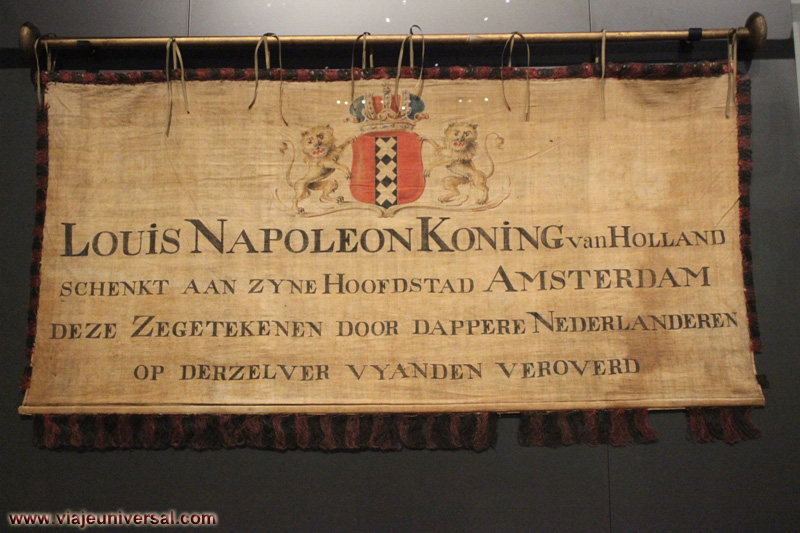 LOUIS NAPOLEON KONING van HOLLAND
SCHENKT AAN ZYNE HOOFDSTAD AMSTERDAM
DEZE ZEGETEKENEN DOOR DAPPERE NEDERLANDEREN
OP DERZELVER VYANDEN VEROVERD
www.viajeuniversal.com